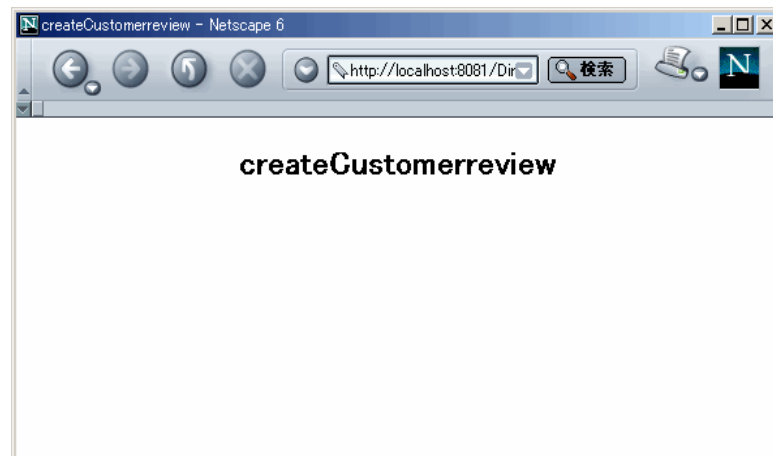 createCustomerreview - Netscape 6
http://localhost:8081/Dir
検索
N
createCustomerreview